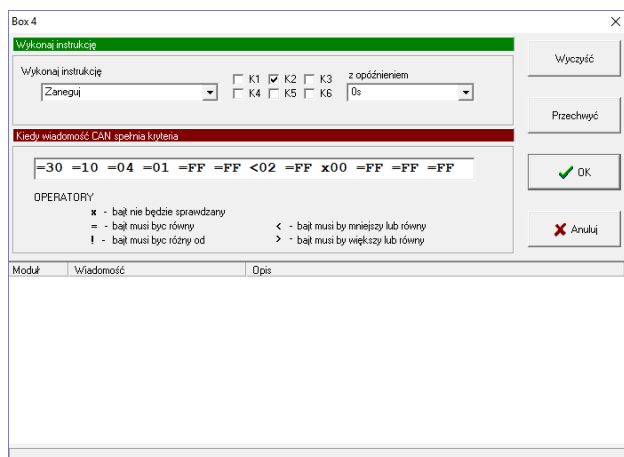 Box 4
Wykonaj instrukcję
Wykonaj instrukcję
Zaneguj
K1 K2 K3
K4 K5 K6
z opóźnieniem
0s
Wyczyść
Przechwyć
OK
Anuluj
Kiedy wiadomość CAN spełnia kryteria
=30 =10 =04 =01 =FF =FF <02 =FF x00 =FF =FF =FF
OPERATORY
x - bajt nie będzie sprawdzany
= - bajt musi byc równy
< - bajt musi by mniejszy lub równy
! - bajt musi byc różny od
> - bajt musi by większy lub równy
Moduł Wiadomość Opis